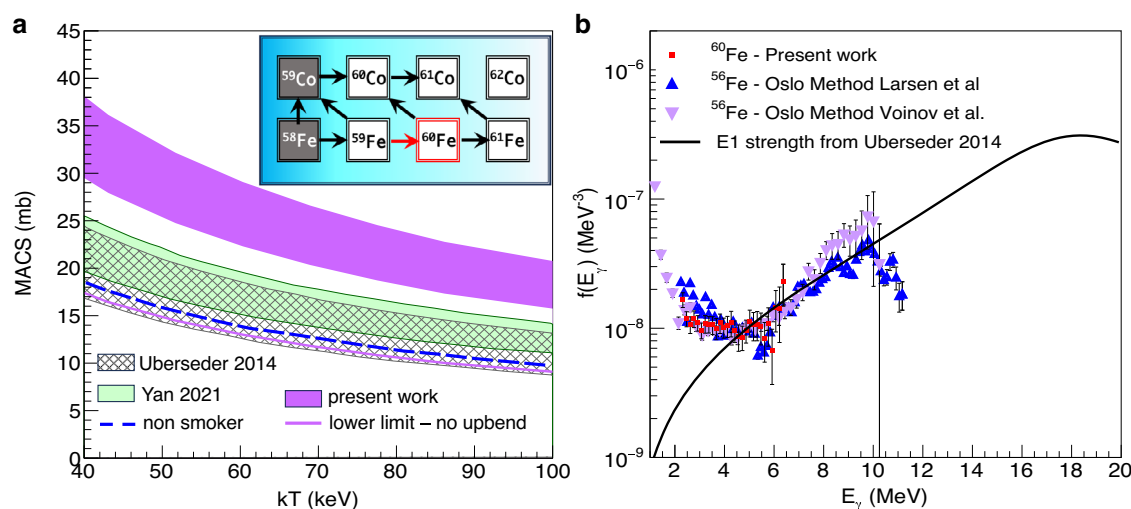 a
MACS (mb)
45
40
35
30
25
20
15
10
5
0
40 50 60 70 80 90 100
kT (keV)
⁵⁹Co ⁶⁰Co ⁶¹Co ⁶²Co
⁵⁸Fe ⁵⁹Fe ⁶⁰Fe ⁶¹Fe
Uberseder 2014
Yan 2021
non smoker
present work
lower limit – no upbend
b
f(Eγ) (MeV⁻³)
10⁻⁶
10⁻⁷
10⁻⁸
10⁻⁹
2 4 6 8 10 12 14 16 18 20
Eγ (MeV)
⁶⁰Fe - Present work
⁵⁶Fe - Oslo Method Larsen et al
⁵⁶Fe - Oslo Method Voinov et al.
E1 strength from Uberseder 2014